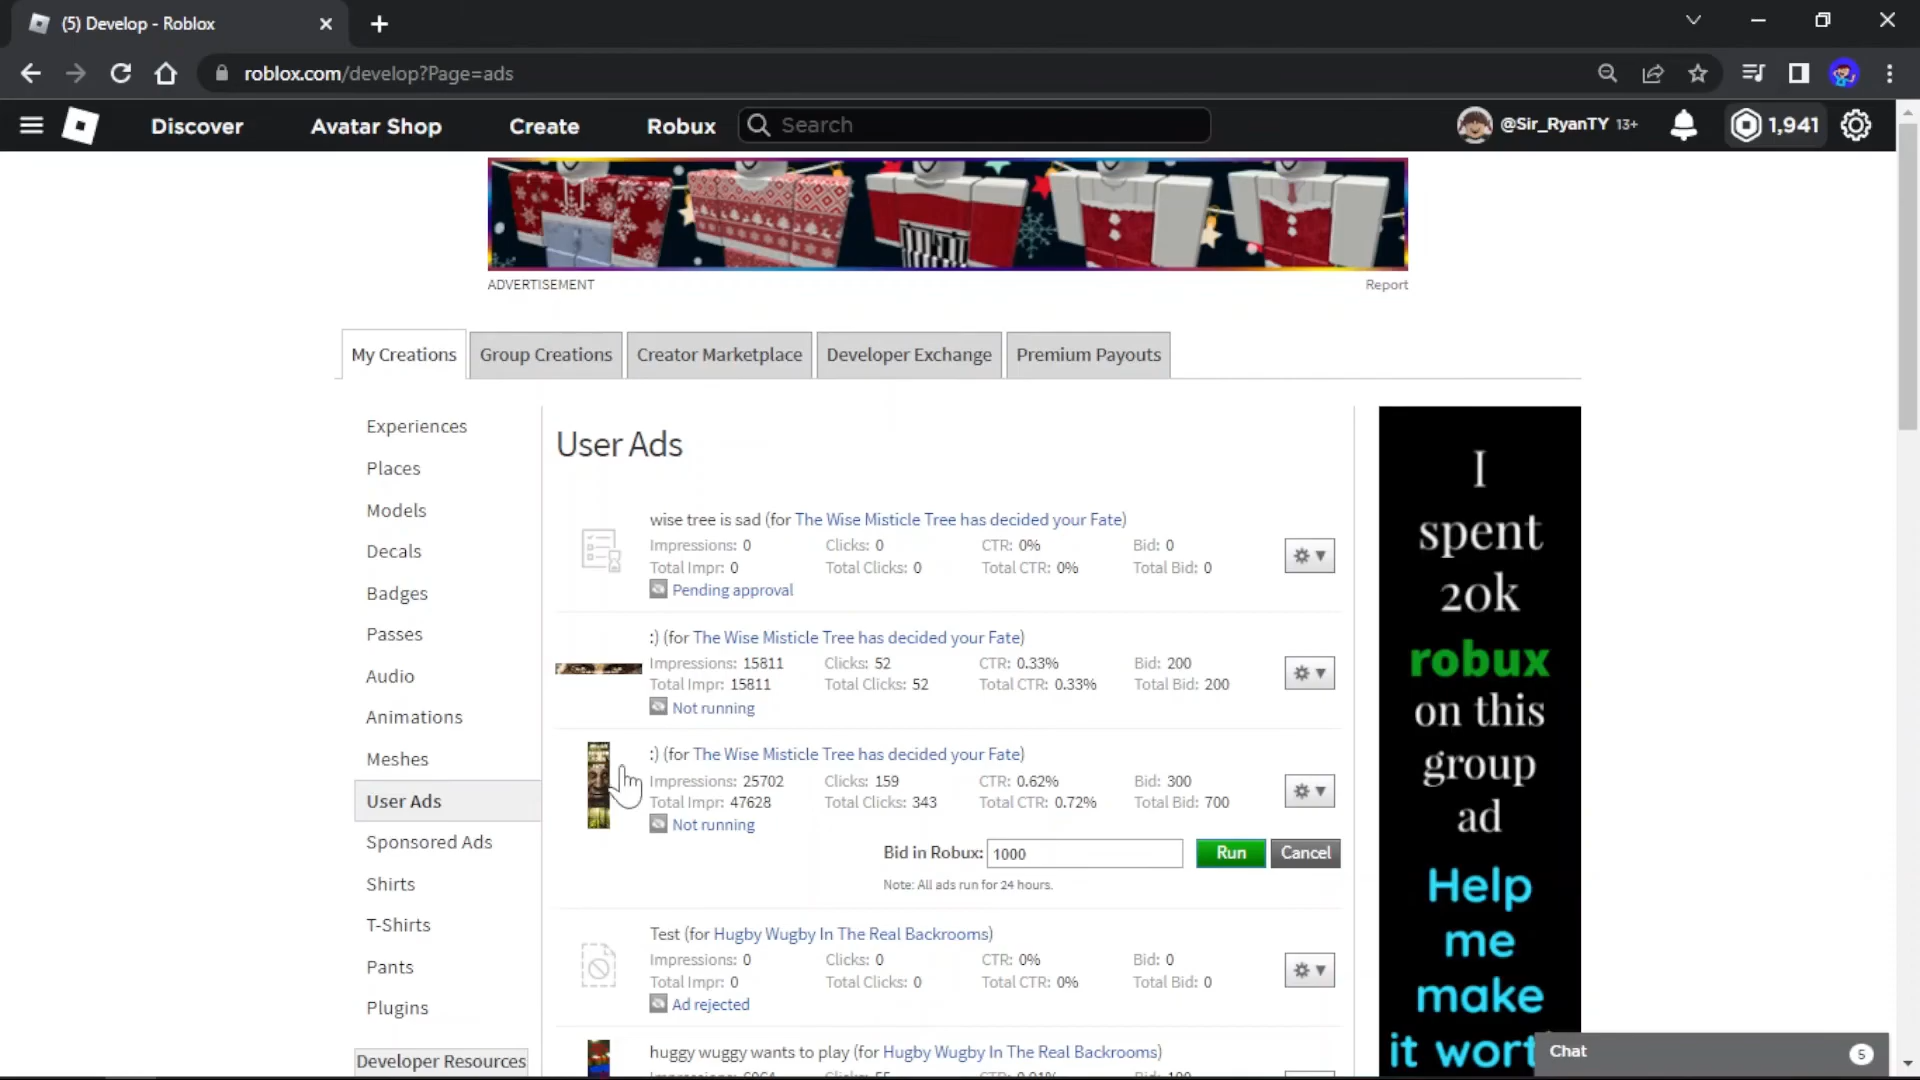 (5) Develop - Roblox
roblox.com/develop?Page=ads
Discover Avatar Shop Create Robux Search @Sir_RyanTY 13+ 1,941
ADVERTISEMENT Report
My Creations Group Creations Creator Marketplace Developer Exchange Premium Payouts
Experiences
Places
Models
Decals
Badges
Passes
Audio
Animations
Meshes
User Ads
Sponsored Ads
Shirts
T-Shirts
Pants
Plugins
Developer Resources
User Ads
wise tree is sad (for The Wise Misticle Tree has decided your Fate)
Impressions: 0 Clicks: 0 CTR: 0% Bid: 0
Total Impr: 0 Total Clicks: 0 Total CTR: 0% Total Bid: 0
Pending approval
:) (for The Wise Misticle Tree has decided your Fate)
Impressions: 15811 Clicks: 52 CTR: 0.33% Bid: 200
Total Impr: 15811 Total Clicks: 52 Total CTR: 0.33% Total Bid: 200
Not running
:) (for The Wise Misticle Tree has decided your Fate)
Impressions: 25702 Clicks: 159 CTR: 0.62% Bid: 300
Total Impr: 47628 Total Clicks: 343 Total CTR: 0.72% Total Bid: 700
Not running
Bid in Robux: 1000 Run Cancel
Note: All ads run for 24 hours.
Test (for Hugby Wugby In The Real Backrooms)
Impressions: 0 Clicks: 0 CTR: 0% Bid: 0
Total Impr: 0 Total Clicks: 0 Total CTR: 0% Total Bid: 0
Ad rejected
huggy wuggy wants to play (for Hugby Wugby In The Real Backrooms)
I
spent
20k
robux
on this
group
ad
Help
me
make
it wort
Chat 5